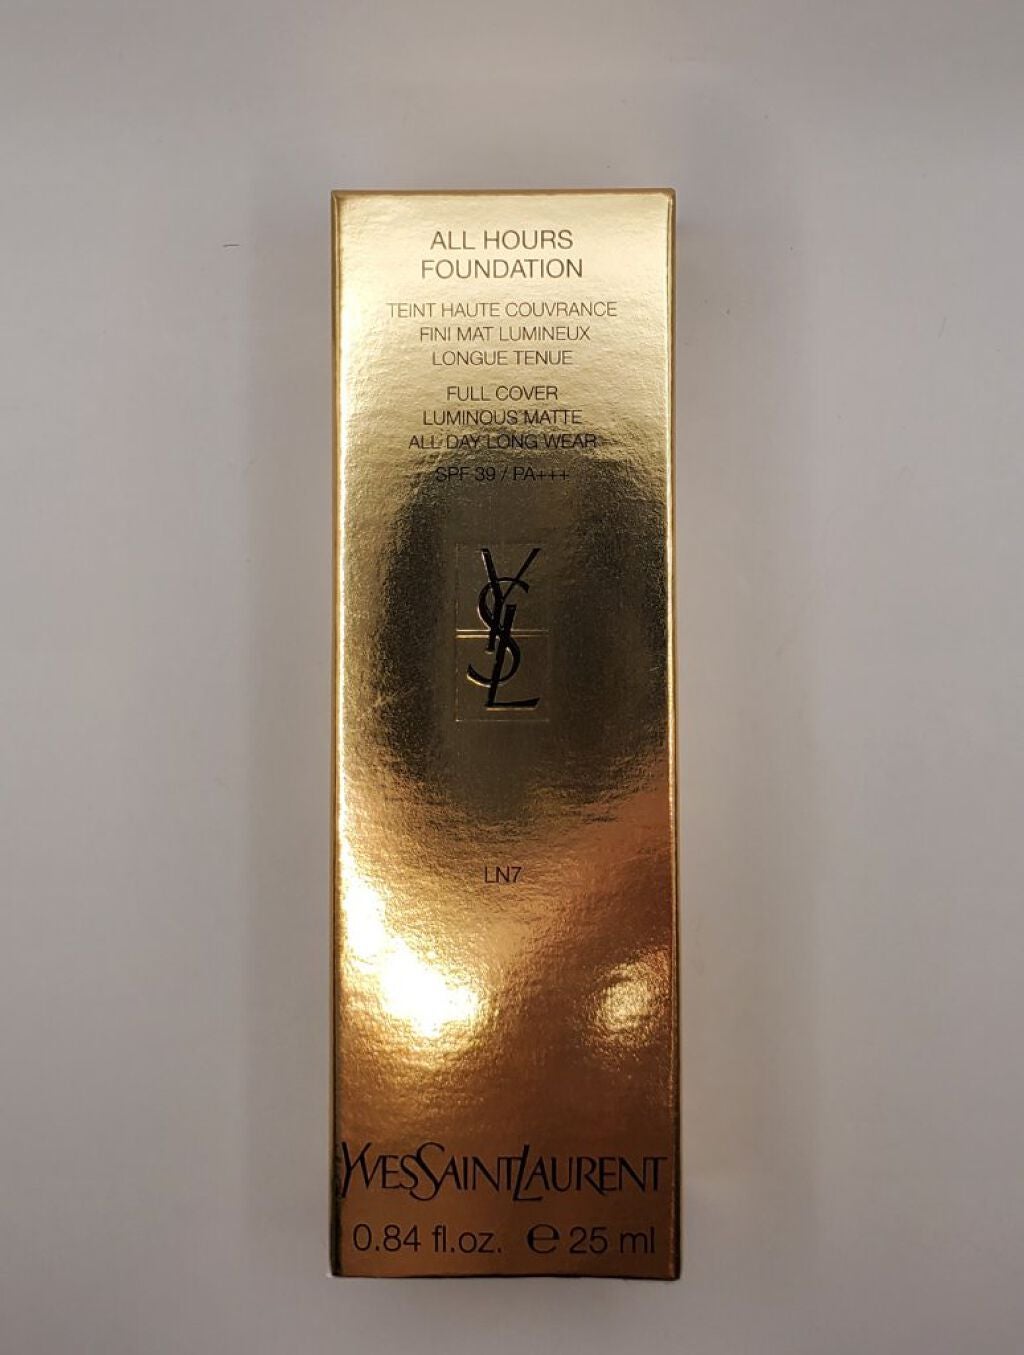 ALL HOURS
FOUNDATION
TEINT HAUTE COUVRANCE
FINI MAT LUMINEUX
LONGUE TENUE
FULL COVER
LUMINOUS MATTE
ALL DAY LONG WEAR
SPF 39 / PA+++
YSL
LN7
YVESSAINTLAURENT
0.84 fl.oz. ℮ 25 ml